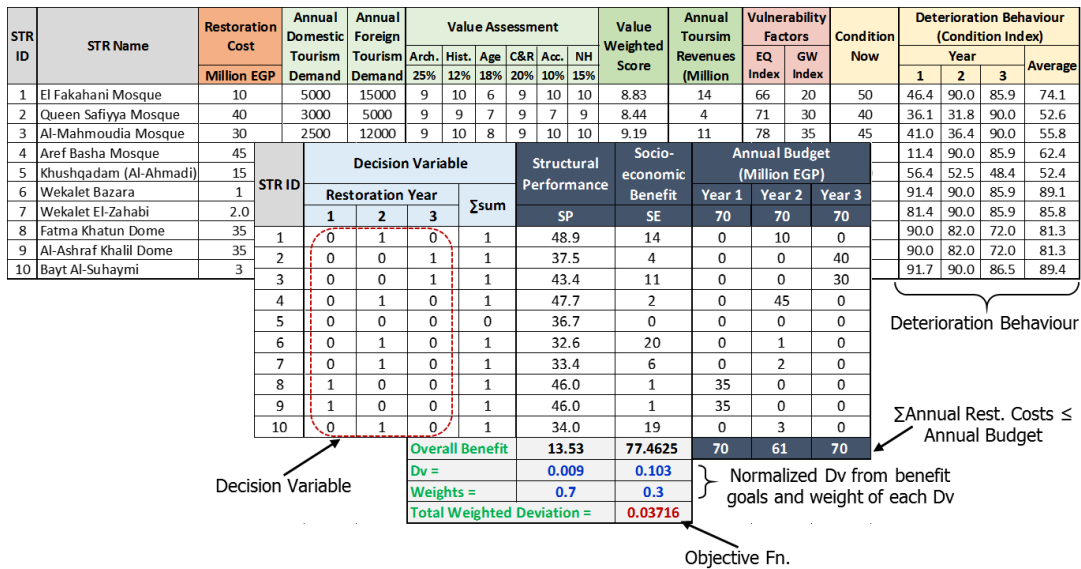 STR ID STR Name Restoration Cost Annual Domestic Tourism Demand Annual Foreign Tourism Demand Value Assessment Value Weighted Score Annual Toursim Revenues (Million Vulnerability Factors Condition Now Deterioration Behaviour (Condition Index)
Million EGP Arch. Hist. Age C&R Acc. NH EQ Index GW Index Year Average
25% 12% 18% 20% 10% 15% 1 2 3
1 El Fakahani Mosque 10 5000 15000 9 10 6 9 10 10 8.83 14 66 20 50 46.4 90.0 85.9 74.1
2 Queen Safiyya Mosque 40 3000 5000 9 9 7 9 7 9 8.44 4 71 30 40 36.1 31.8 90.0 52.6
3 Al-Mahmoudia Mosque 30 2500 12000 9 10 8 9 10 10 9.19 11 78 35 45 41.0 36.4 90.0 55.8
4 Aref Basha Mosque 45 11.4 90.0 85.9 62.4
5 Khushqadam (Al-Ahmadi) 15 56.4 52.5 48.4 52.4
6 Wekalet Bazara 1 91.4 90.0 85.9 89.1
7 Wekalet El-Zahabi 2.0 81.4 90.0 85.9 85.8
8 Fatma Khatun Dome 35 90.0 82.0 72.0 81.3
9 Al-Ashraf Khalil Dome 35 90.0 82.0 72.0 81.3
10 Bayt Al-Suhaymi 3 91.7 90.0 86.5 89.4
STR ID Decision Variable Structural Performance Socio-economic Benefit Annual Budget (Million EGP)
Restoration Year ∑sum Year 1 Year 2 Year 3
1 2 3 SP SE 70 70 70
1 0 1 0 1 48.9 14 0 10 0
2 0 0 1 1 37.5 4 0 0 40
3 0 0 1 1 43.4 11 0 0 30
4 0 1 0 1 47.7 2 0 45 0
5 0 0 0 0 36.7 0 0 0 0
6 0 1 0 1 32.6 20 0 1 0
7 0 1 0 1 33.4 6 0 2 0
8 1 0 0 1 46.0 1 35 0 0
9 1 0 0 1 46.0 1 35 0 0
10 0 1 0 1 34.0 19 0 3 0
Overall Benefit 13.53 77.4625 70 61 70
Dv = 0.009 0.103
Weights = 0.7 0.3
Total Weighted Deviation = 0.03716
Deterioration Behaviour
∑Annual Rest. Costs ≤
Annual Budget
Decision Variable
Normalized Dv from benefit
goals and weight of each Dv
Objective Fn.